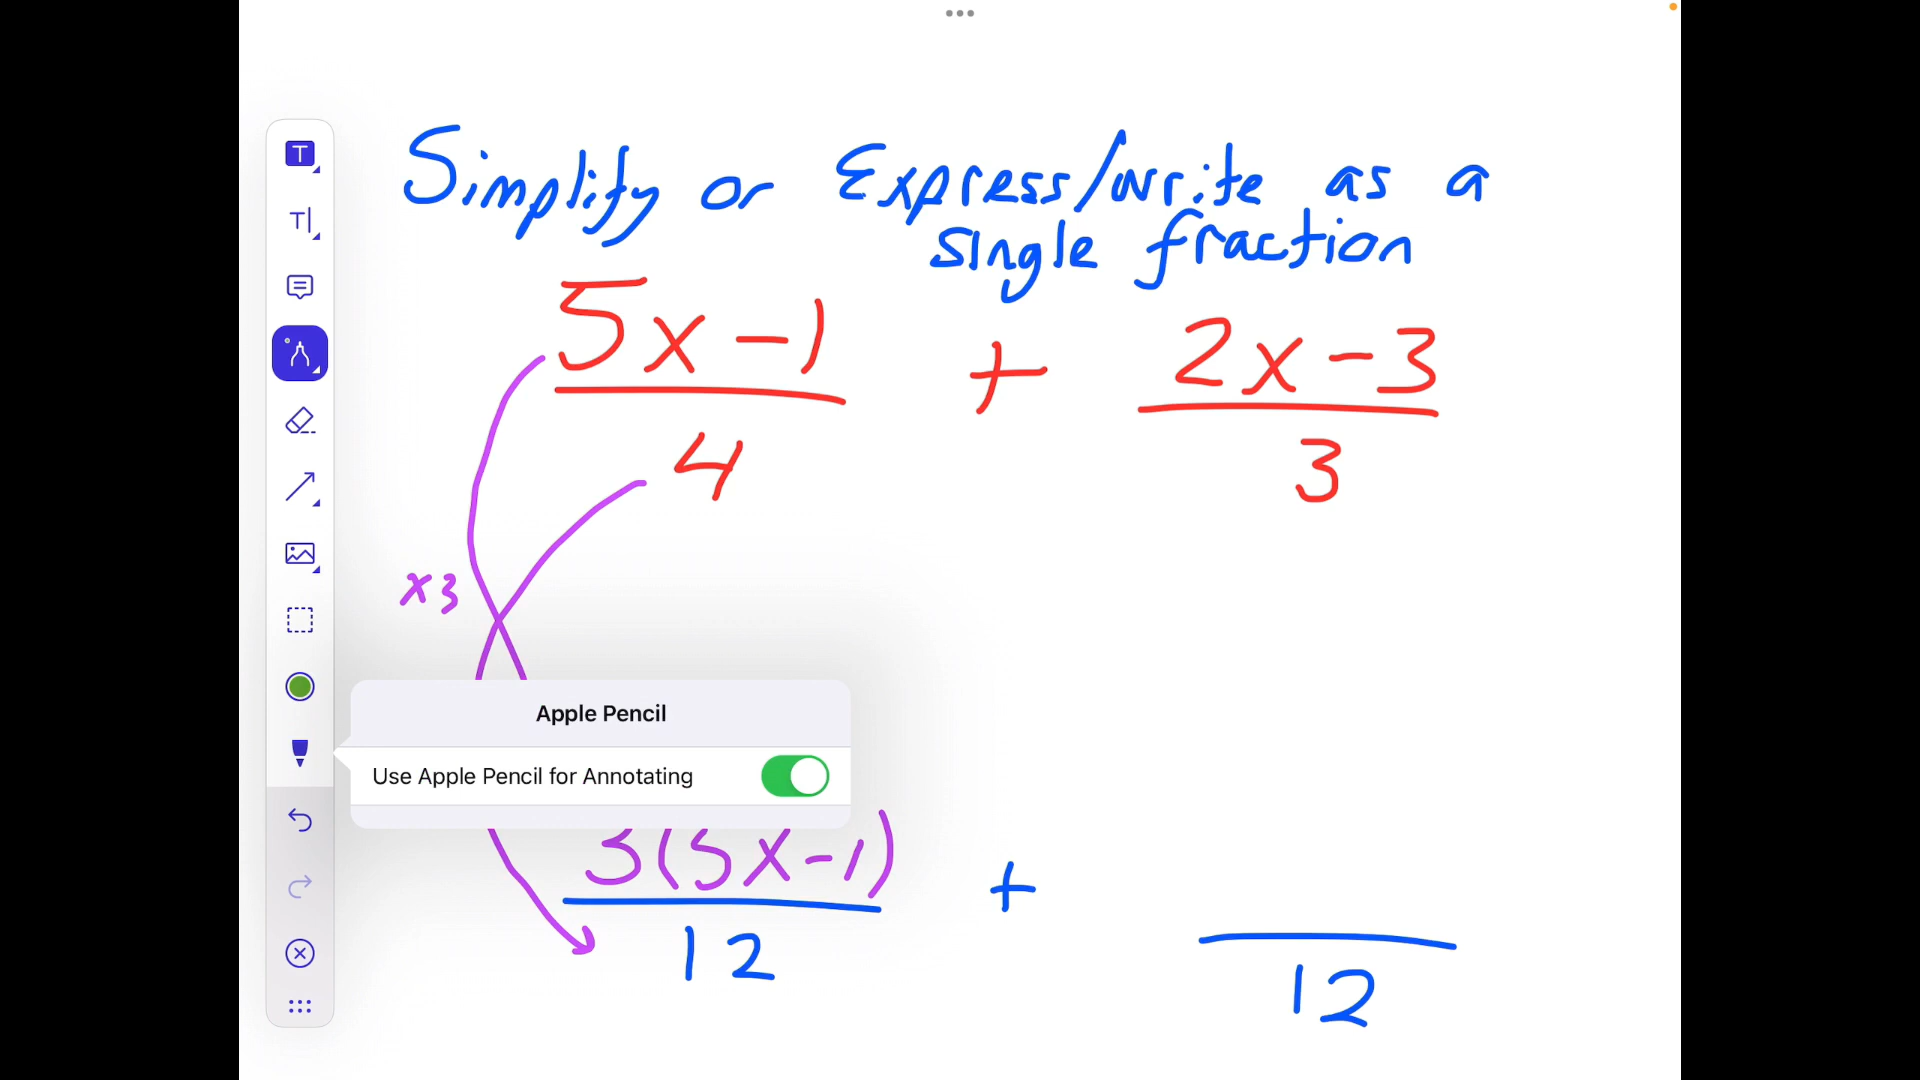 Simplify or Express/write as a
single fraction
5x-1 + 2x-3
4 3
x3
Apple Pencil
Use Apple Pencil for Annotating
3(5x-1) +
12 12